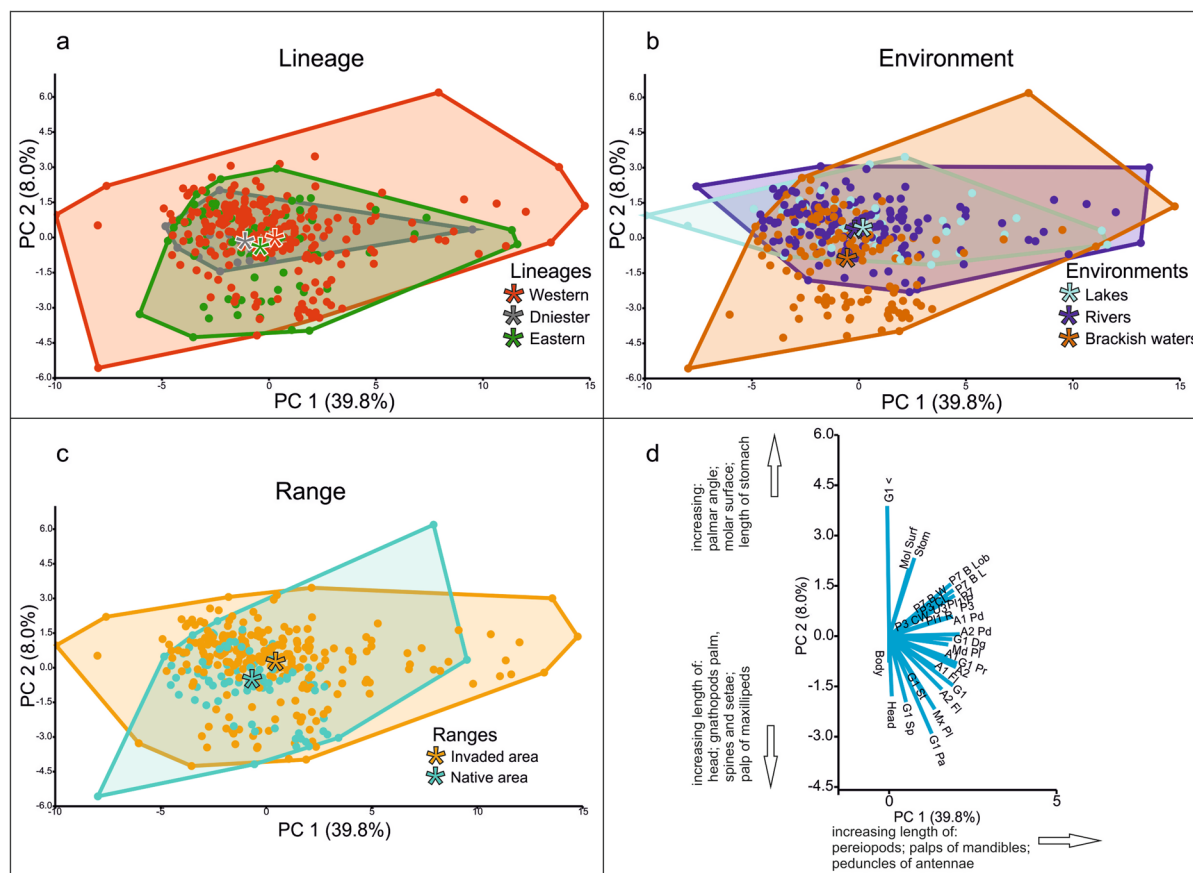 a
Lineage
6.0
4.5
3.0
1.5
0.0
-1.5
-3.0
-4.5
-6.0
PC 2 (8.0%)
-10
-5
0
5
10
15
PC 1 (39.8%)
Lineages
Western
Dniester
Eastern
b
Environment
6.0
4.5
3.0
1.5
0.0
-1.5
-3.0
-4.5
-6.0
PC 2 (8.0%)
-10
-5
0
5
10
15
PC 1 (39.8%)
Environments
Lakes
Rivers
Brackish waters
c
Range
6.0
4.5
3.0
1.5
0.0
-1.5
-3.0
-4.5
-6.0
PC 2 (8.0%)
-10
-5
0
5
10
15
PC 1 (39.8%)
Ranges
Invaded area
Native area
d
increasing:
palmar angle;
molar surface;
length of stomach
increasing length of:
head; gnathopods palm,
spines and setae;
palp of maxillipeds
6.0
4.5
3.0
1.5
0.0
-1.5
-3.0
-4.5
PC 2 (8.0%)
G1 <
Mol Surf
Stom
P7 B Lob
P7 B L
P7
P3
A1 Pd
A2 Pd
G1 Dg
Md Pl
G1 Pr
A2
G1
A2 Fl
Mx Pl
G1 Pa
G1 St
G1 Sp
Head
Body
0
5
PC 1 (39.8%)
increasing length of:
pereiopods; palps of mandibles;
peduncles of antennae